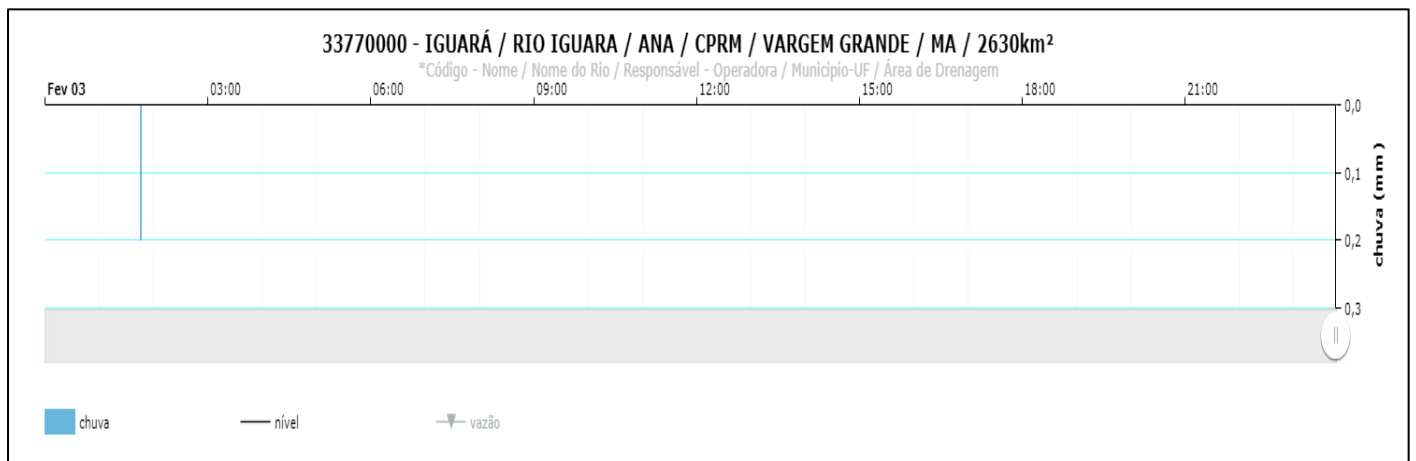 33770000 - IGUARÁ / RIO IGUARA / ANA / CPRM / VARGEM GRANDE / MA / 2630km²
*Código - Nome / Nome do Rio / Responsável - Operadora / Municipio-UF / Área de Drenagem
Fev 03 03:00 06:00 09:00 12:00 15:00 18:00 21:00
0,0
0,1
0,2
0,3
chuva (mm)
chuva nível vazão